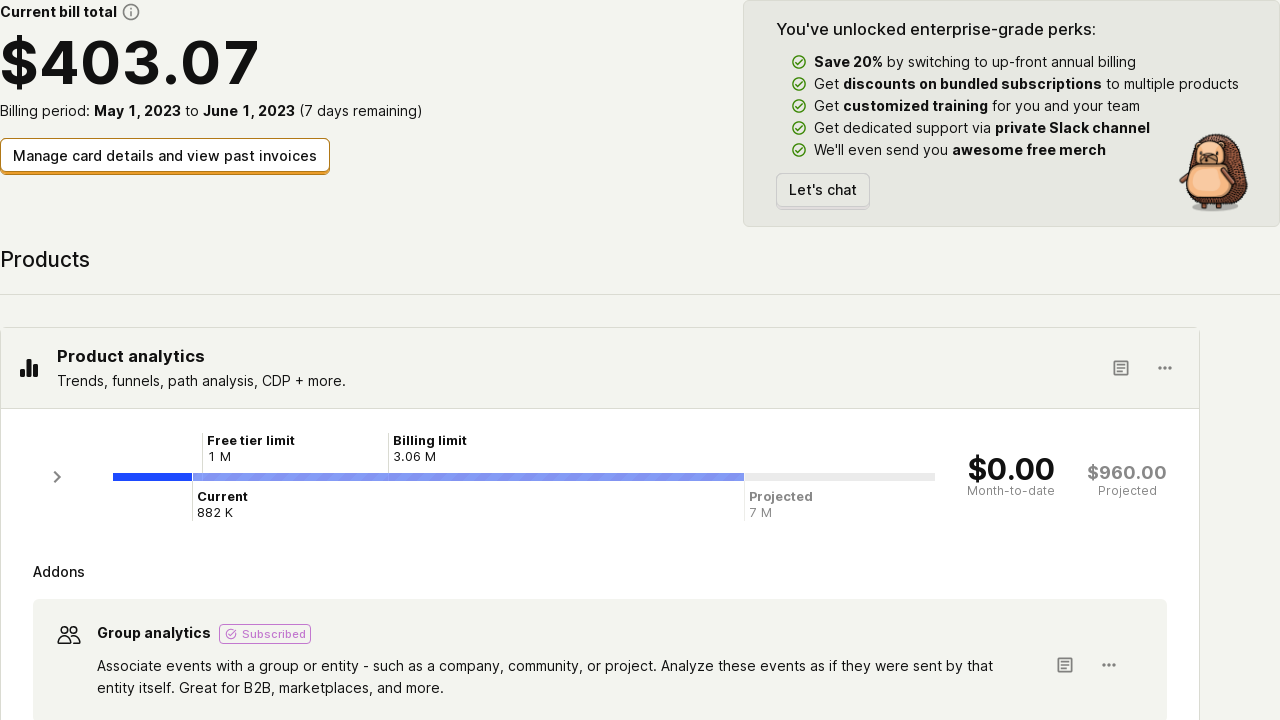 Current bill total
$403.07
Billing period: May 1, 2023 to June 1, 2023 (7 days remaining)
Manage card details and view past invoices
You've unlocked enterprise-grade perks:
Save 20% by switching to up-front annual billing
Get discounts on bundled subscriptions to multiple products
Get customized training for you and your team
Get dedicated support via private Slack channel
We'll even send you awesome free merch
Let's chat
Products
Product analytics
Trends, funnels, path analysis, CDP + more.
Free tier limit
1 M
Billing limit
3.06 M
Current
882 K
Projected
7 M
$0.00
Month-to-date
$960.00
Projected
Addons
Group analytics
Subscribed
Associate events with a group or entity - such as a company, community, or project. Analyze these events as if they were sent by that
entity itself. Great for B2B, marketplaces, and more.